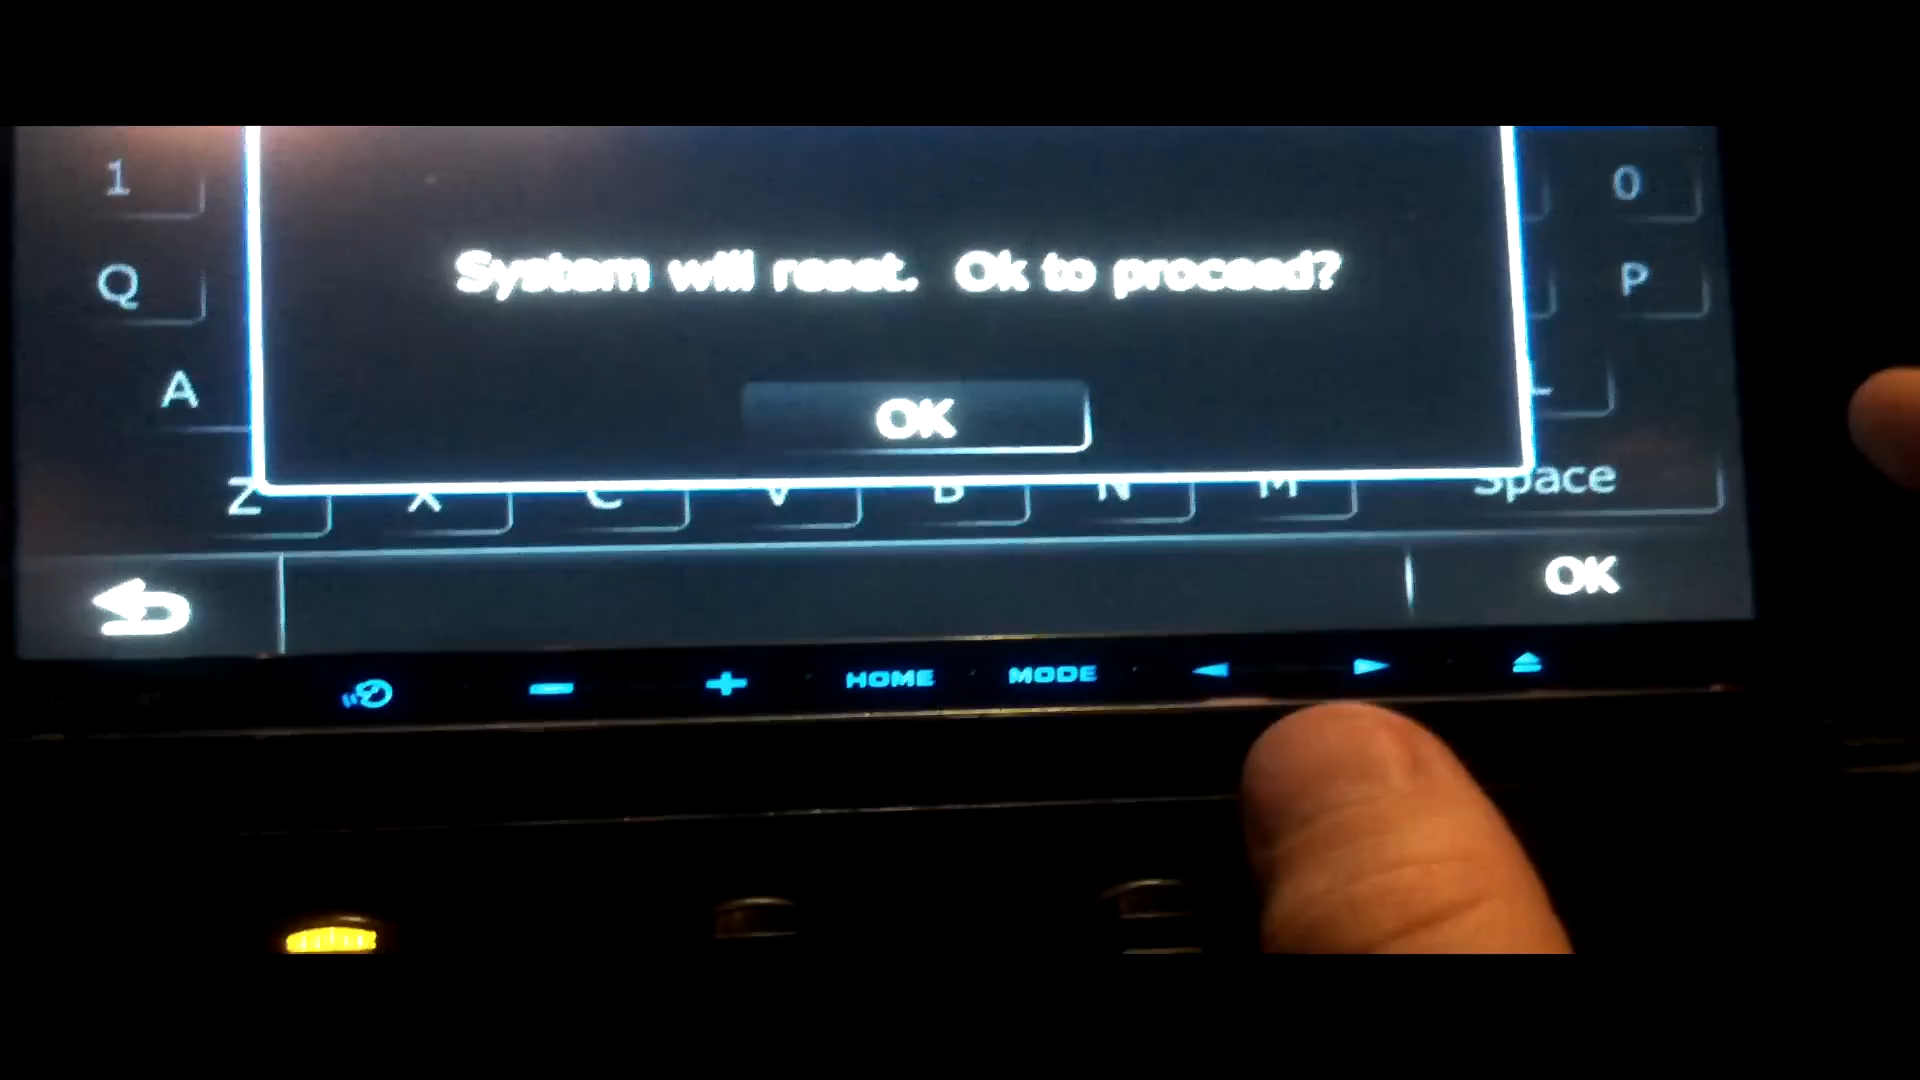 1
0
Q
P
System will reset. Ok to proceed?
A
OK
Z X C V B N M Space
OK
HOME MODE